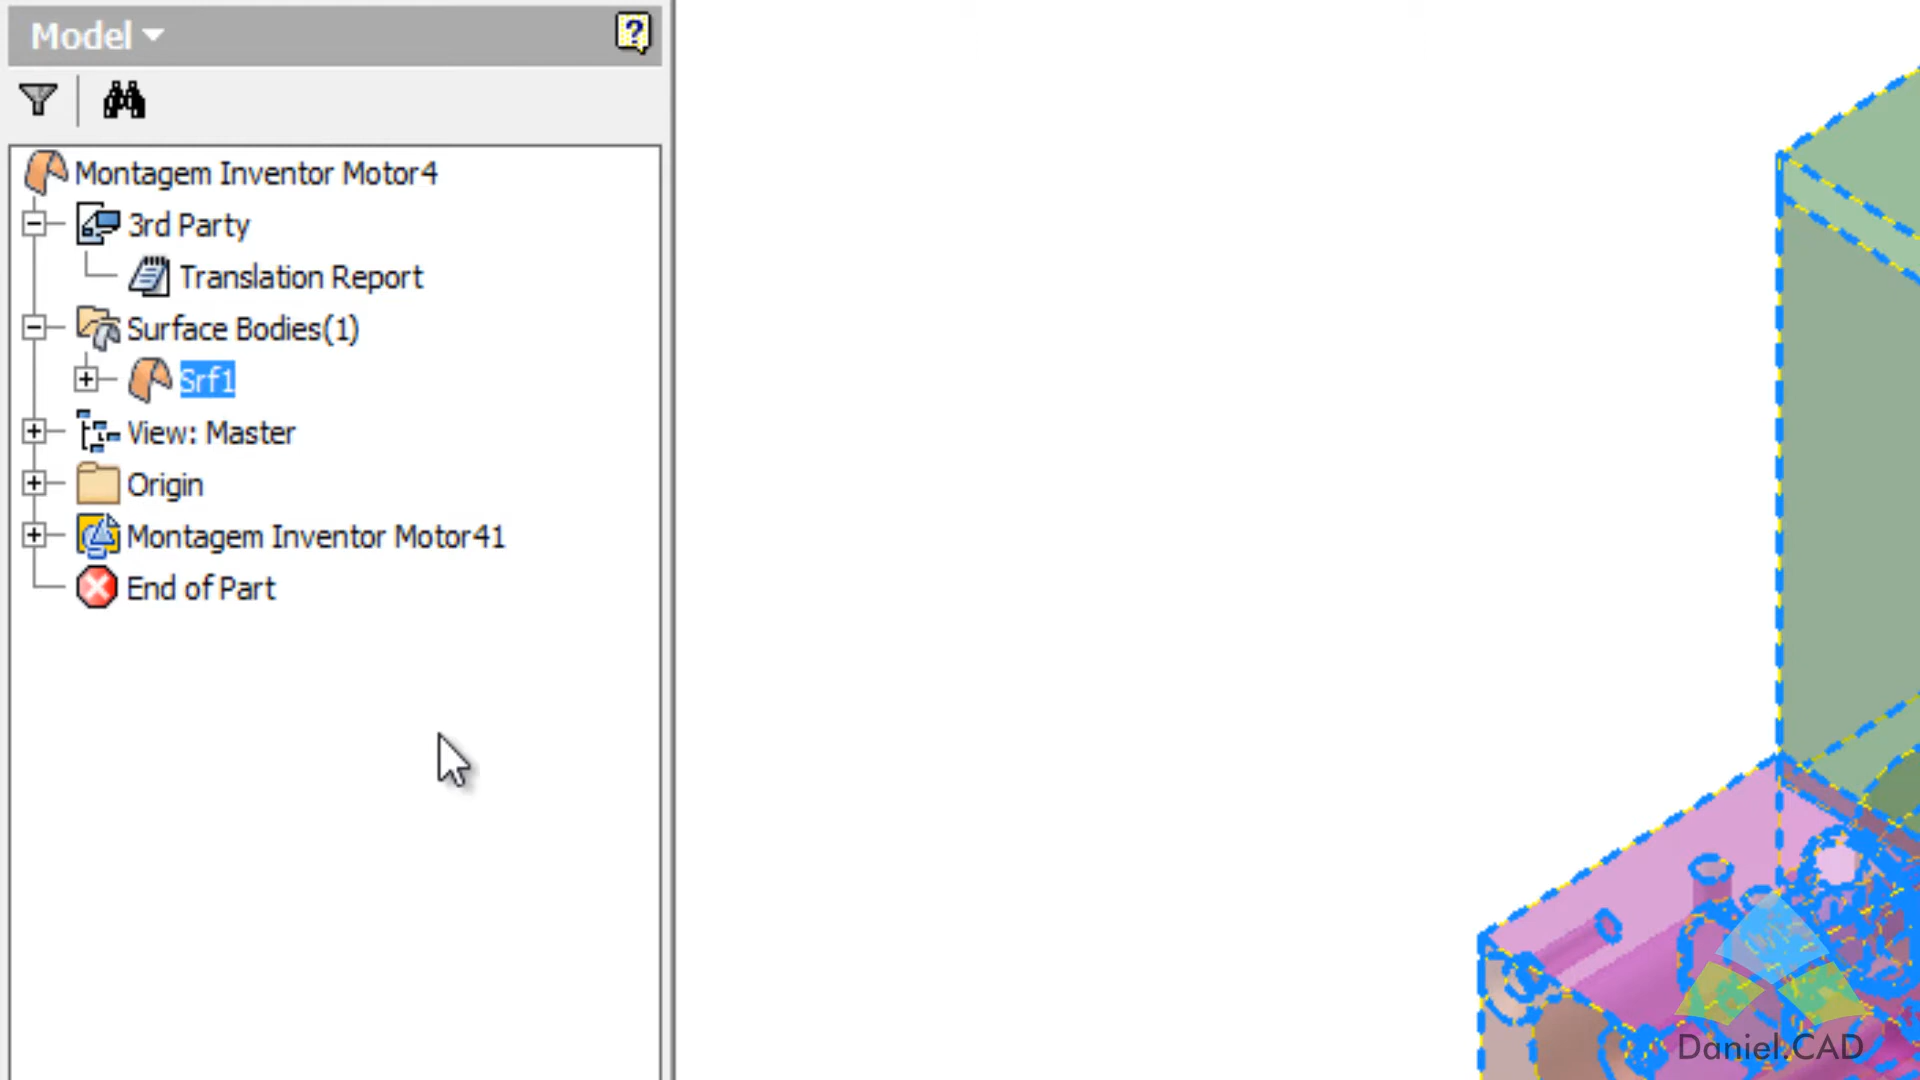 Model
Montagem Inventor Motor4
3rd Party
Translation Report
Surface Bodies(1)
Srf1
View: Master
Origin
Montagem Inventor Motor41
End of Part
Daniel.CAD